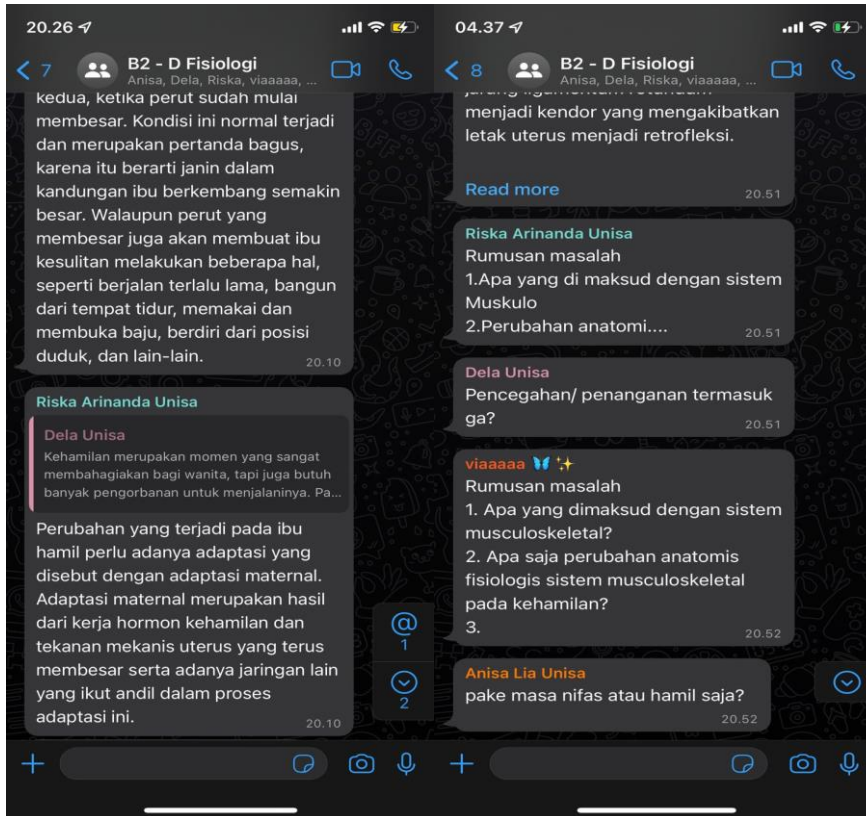 20.26
7
B2 - D Fisiologi
Anisa, Dela, Riska, viaaaaa, ...
kedua, ketika perut sudah mulai
membesar. Kondisi ini normal terjadi
dan merupakan pertanda bagus,
karena itu berarti janin dalam
kandungan ibu berkembang semakin
besar. Walaupun perut yang
membesar juga akan membuat ibu
kesulitan melakukan beberapa hal,
seperti berjalan terlalu lama, bangun
dari tempat tidur, memakai dan
membuka baju, berdiri dari posisi
duduk, dan lain-lain.
20.10
Riska Arinanda Unisa
Dela Unisa
Kehamilan merupakan momen yang sangat
membahagiakan bagi wanita, tapi juga butuh
banyak pengorbanan untuk menjalaninya. Pa...
Perubahan yang terjadi pada ibu
hamil perlu adanya adaptasi yang
disebut dengan adaptasi maternal.
Adaptasi maternal merupakan hasil
dari kerja hormon kehamilan dan
tekanan mekanis uterus yang terus
membesar serta adanya jaringan lain
yang ikut andil dalam proses
adaptasi ini.
20.10
@
1
2
04.37
8
B2 - D Fisiologi
Anisa, Dela, Riska, viaaaaa, ...
menjadi kendor yang mengakibatkan
letak uterus menjadi retrofleksi.
Read more
20.51
Riska Arinanda Unisa
Rumusan masalah
1.Apa yang di maksud dengan sistem
Muskulo
2.Perubahan anatomi....
20.51
Dela Unisa
Pencegahan/ penanganan termasuk
ga?
20.51
viaaaaa 🦋 ✨
Rumusan masalah
1. Apa yang dimaksud dengan sistem
musculoskeletal?
2. Apa saja perubahan anatomis
fisiologis sistem musculoskeletal
pada kehamilan?
3.
20.52
Anisa Lia Unisa
pake masa nifas atau hamil saja?
20.52